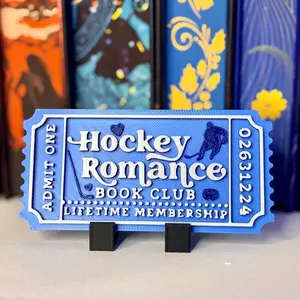 ADMIT ONE
Hockey
Romance
BOOK CLUB
LIFETIME MEMBERSHIP
02631224